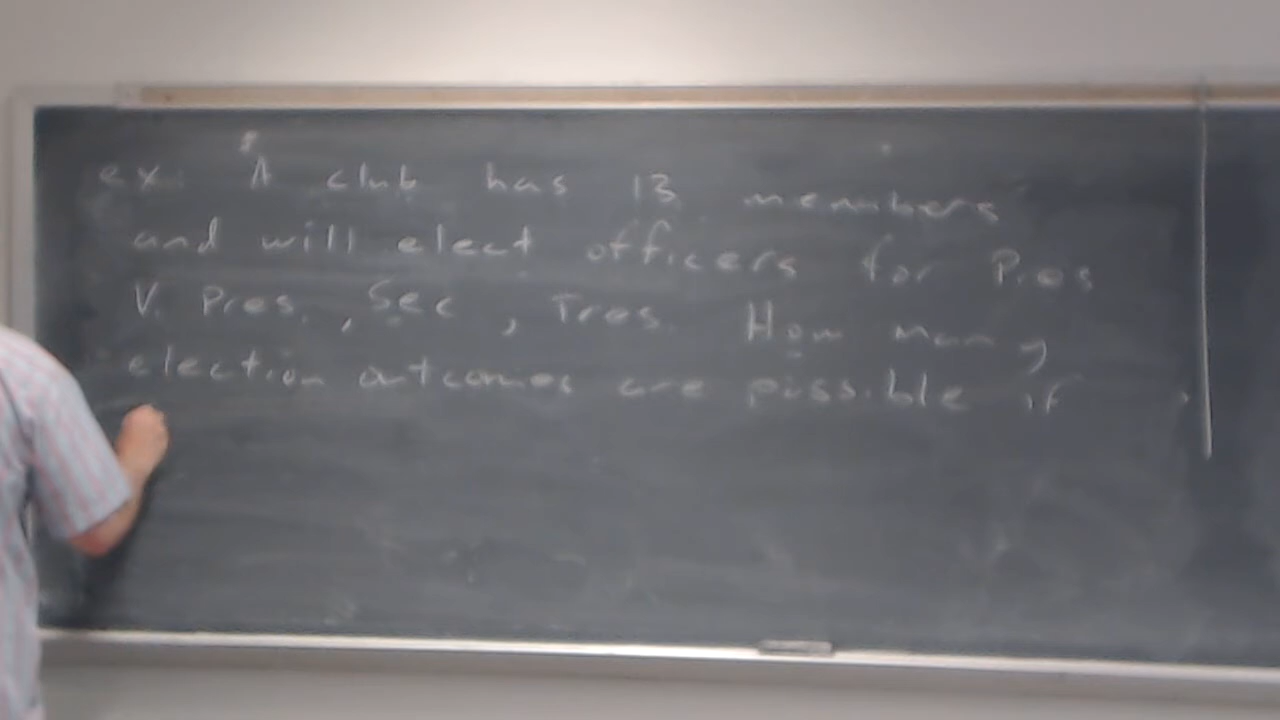 ex. A club has 13 members
and will elect officers for Pres
V. Pres., Sec, Tres. How many
election outcomes are possible if